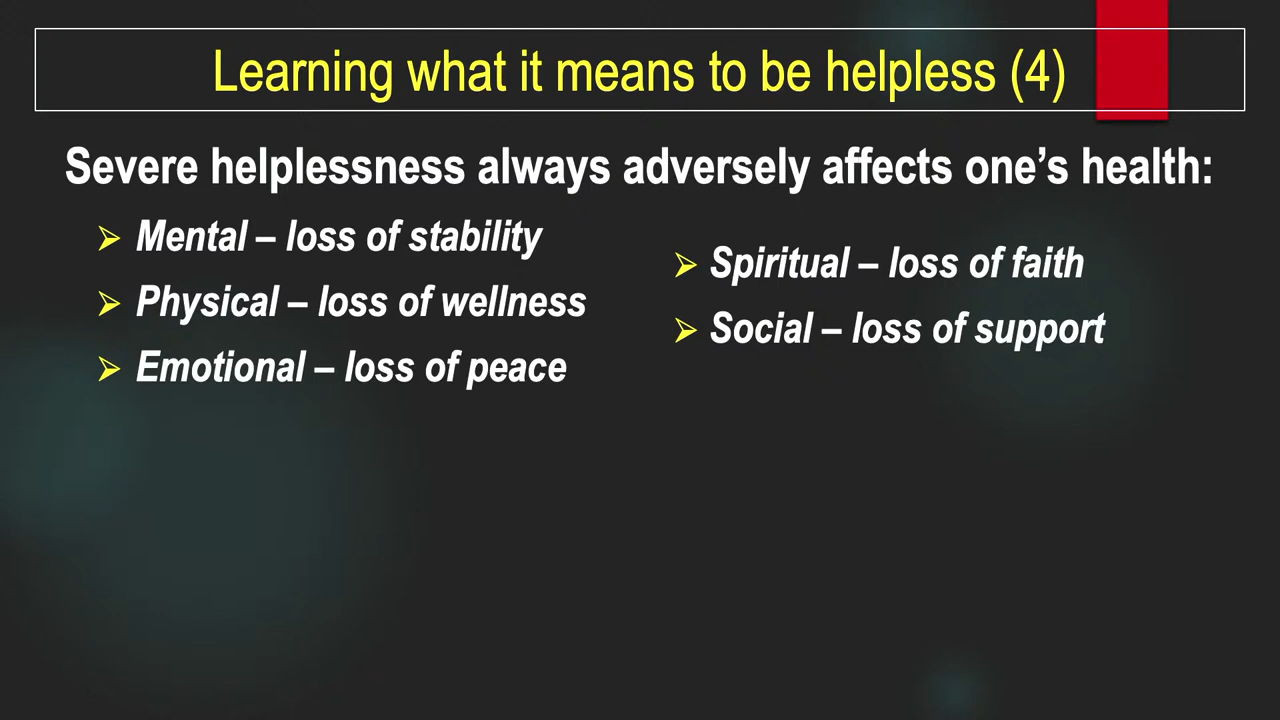 Learning what it means to be helpless (4)
Severe helplessness always adversely affects one’s health:
➢ Mental – loss of stability
➢ Physical – loss of wellness
➢ Emotional – loss of peace
➢ Spiritual – loss of faith
➢ Social – loss of support